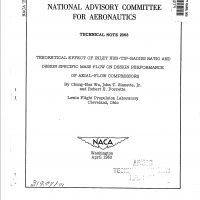 NATIONAL ADVISORY COMMITTEE
FOR AERONAUTICS
TECHNICAL NOTE 2653
THEORETICAL EFFECT OF INLET HUB-TIP-RADIUS RATIO AND
DESIGN SPECIFIC MASS FLOW ON DESIGN PERFORMANCE
OF AXIAL-FLOW COMPRESSORS
By Chung-Hua Wu, John T. Sinnette, Jr.
and Robert E. Forrette
Lewis Flight Propulsion Laboratory
Cleveland, Ohio
NACA
Washington
April 1950